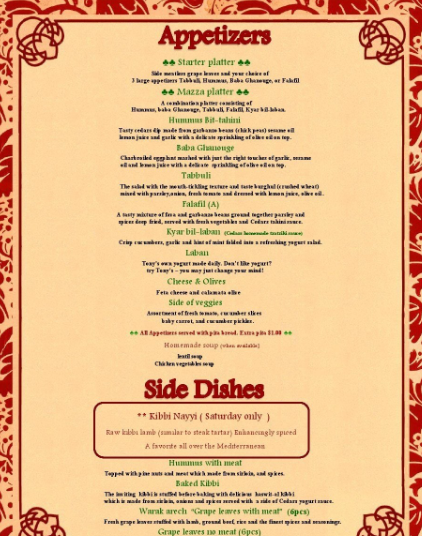 Appetizers
♣♣ Starter platter ♣♣
Side meatless grape leaves and your choice of
3 large appetizers Tabbuli, Hummus, Baba Ghanouge, or Falafil
♣♣ Mazza platter ♣♣
A combination platter consisting of
Hummus, baba Ghanouge, Tabbuli, Falafil, Kyar bil-laban.
Hummus Bit-tahini
Tasty cedars dip made from garbanzo beans (chick peas) sesame oil
lemon juice and garlic with a delicate sprinkling of olive oil on top.
Baba Ghanouge
Charbroiled eggplant mashed with just the right touches of garlic, sesame
oil and lemon juice with a delicate sprinkling of olive oil on top.
Tabbuli
The salad with the mouth-tickling texture and taste burghul (crushed wheat)
mixed with parsley, onion, fresh tomato and dressed with lemon juice, olive oil.
Falafil (A)
A tasty mixture of fava and garbanzo beans ground together parsley and
spices deep fried, served with fresh vegetables and Cedars tahini sauce.
Kyar bil-laban (Cedars homemade tzatziki sauce)
Crisp cucumbers, garlic and hint of mint folded into a refreshing yogurt salad.
Laban
Tony's own yogurt made daily. Don't like yogurt?
try Tony's – you may just change your mind!
Cheese & Olives
Feta cheese and calamata olive
Side of veggies
Assortment of fresh tomato, cucumber slices
baby carrot, and cucumber pickles.
♣♣ All Appetizers served with pita bread. Extra pita $1.00 ♣♣
Homemade soup (when available)
lentil soup
Chicken vegetables soup
Side Dishes
** Kibbi Nayyi ( Saturday only )
Raw kibbi lamb (similar to steak tartar) Enhancingly spiced
A favorite all over the Mediterranean
Hummus with meat
Topped with pine nuts and meat which made from sirloin, and spices.
Baked Kibbi
The inviting kibbi is stuffed before baking with delicious hawsit-al kibbi
which is made from sirloin, onions and spices served with a side of Cedars yogurt sauce.
Warak areeh "Grape leaves with meat" (6pcs)
Fresh grape leaves stuffed with lamb, ground beef, rice and the finest spices and seasonings.
Grape leaves no meat (6pcs)